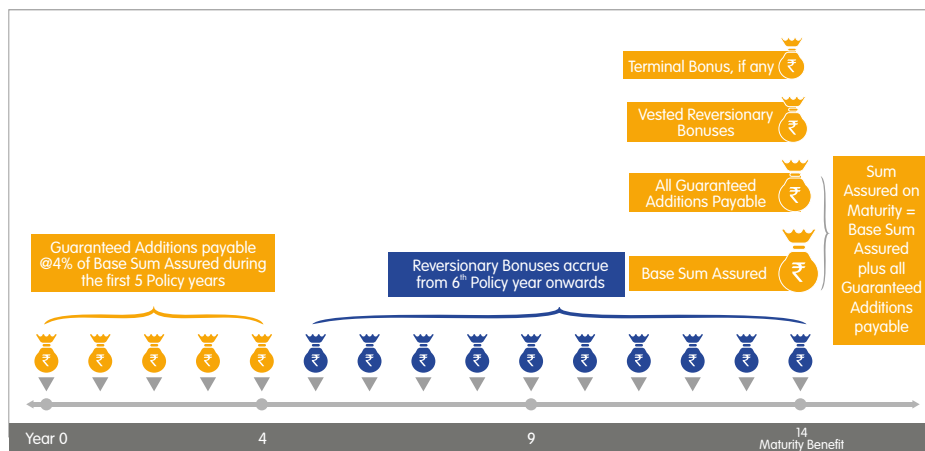 Terminal Bonus, if any
₹
Vested Reversionary
Bonuses
₹
All Guaranteed
Additions Payable
₹
Base Sum Assured
₹
Sum
Assured on
Maturity =
Base Sum
Assured
plus all
Guaranteed
Additions
payable
Guaranteed Additions payable
@4% of Base Sum Assured during
the first 5 Policy years
Reversionary Bonuses accrue
from 6th Policy year onwards
₹ ₹ ₹ ₹ ₹ ₹ ₹ ₹ ₹ ₹ ₹ ₹ ₹ ₹ ₹
Year 0 4 9 14
Maturity Benefit